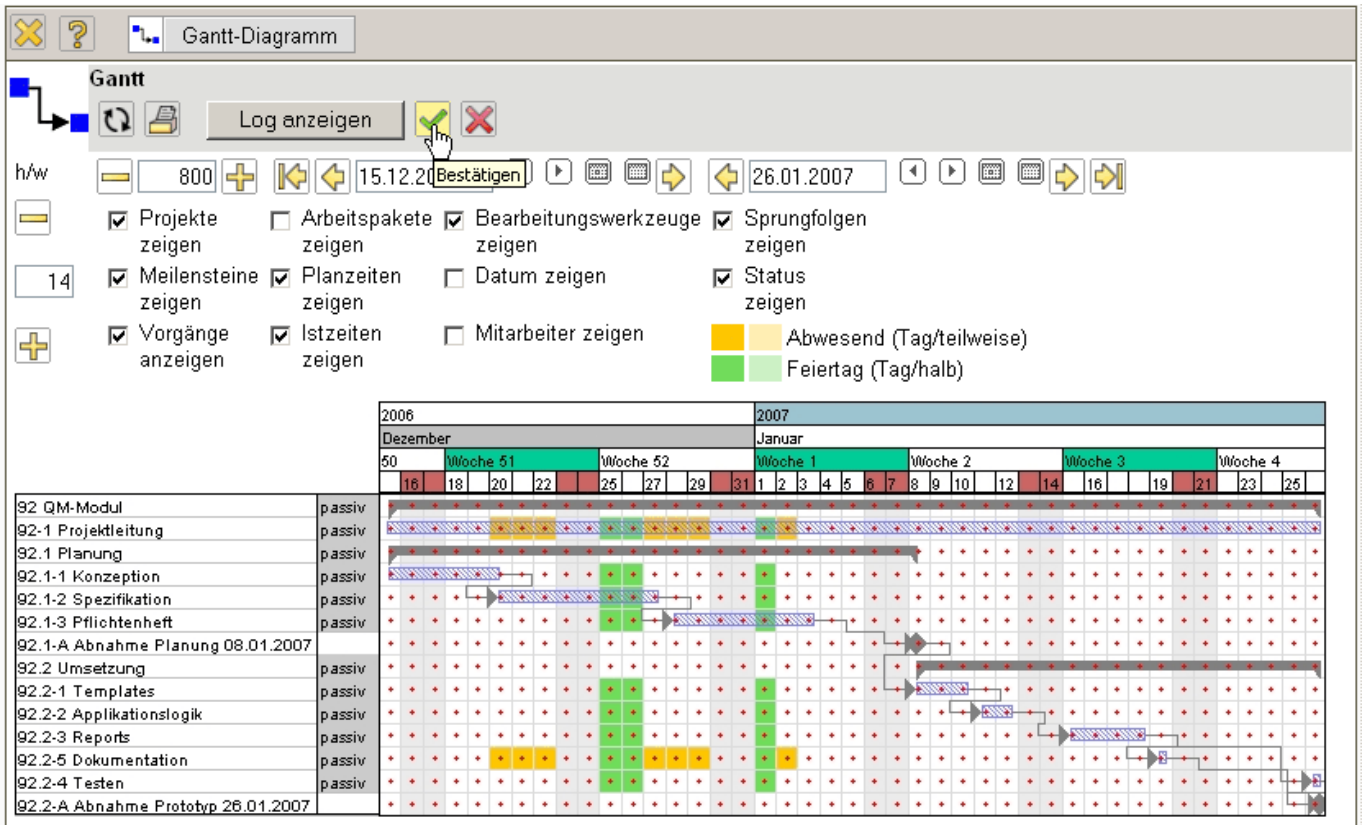 Gantt-Diagramm
Gantt
Log anzeigen
h/w 800 15.12.2 Bestätigen 26.01.2007
Projekte zeigen
Arbeitspakete zeigen
Bearbeitungswerkzeuge zeigen
Sprungfolgen zeigen
14
Meilensteine zeigen
Planzeiten zeigen
Datum zeigen
Status zeigen
Vorgänge anzeigen
Istzeiten zeigen
Mitarbeiter zeigen
Abwesend (Tag/teilweise)
Feiertag (Tag/halb)
2006 2007
Dezember Januar
50 Woche 51 Woche 52 Woche 1 Woche 2 Woche 3 Woche 4
16 18 20 22 25 27 29 31 1 2 3 4 5 6 7 8 9 10 12 14 16 19 21 23 25
92 QM-Modul passiv
92-1 Projektleitung passiv
92.1 Planung passiv
92.1-1 Konzeption passiv
92.1-2 Spezifikation passiv
92.1-3 Pflichtenheft passiv
92.1-A Abnahme Planung 08.01.2007
92.2 Umsetzung passiv
92.2-1 Templates passiv
92.2-2 Applikationslogik passiv
92.2-3 Reports passiv
92.2-5 Dokumentation passiv
92.2-4 Testen passiv
92.2-A Abnahme Prototyp 26.01.2007